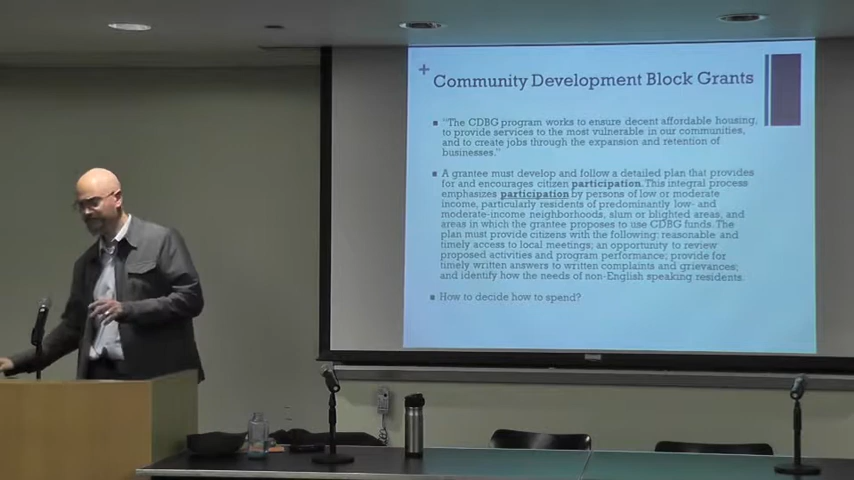 +
Community Development Block Grants
"The CDBG program works to ensure decent affordable housing,
to provide services to the most vulnerable in our communities,
and to create jobs through the expansion and retention of
businesses."
A grantee must develop and follow a detailed plan that provides
for and encourages citizen participation. This integral process
emphasizes participation by persons of low or moderate
income, particularly residents of predominantly low- and
moderate-income neighborhoods, slum or blighted areas, and
areas in which the grantee proposes to use CDBG funds. The
plan must provide citizens with the following: reasonable and
timely access to local meetings; an opportunity to review
proposed activities and program performance; provide for
timely written answers to written complaints and grievances;
and identify how the needs of non-English speaking residents.
How to decide how to spend?